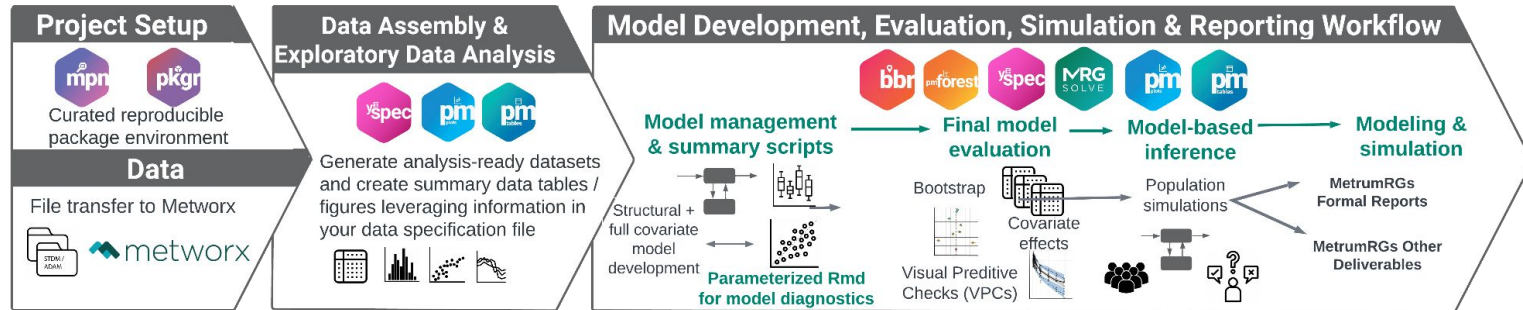 Project Setup
mpn
pkgr
Curated reproducible
package environment
Data
File transfer to Metworx
STDM /
ADAM
metworx
Data Assembly &
Exploratory Data Analysis
yspec
pm
plots
pm
tables
Generate analysis-ready datasets
and create summary data tables /
figures leveraging information in
your data specification file
Model Development, Evaluation, Simulation & Reporting Workflow
bbr
pmforest
yspec
MRG
SOLVE
pm
plots
pm
tables
Model management
& summary scripts
Structural +
full covariate
model
development
Parameterized Rmd
for model diagnostics
Final model
evaluation
Bootstrap
Covariate
effects
Visual Preditive
Checks (VPCs)
Model-based
inference
Population
simulations
Modeling &
simulation
MetrumRGs
Formal Reports
MetrumRGs Other
Deliverables